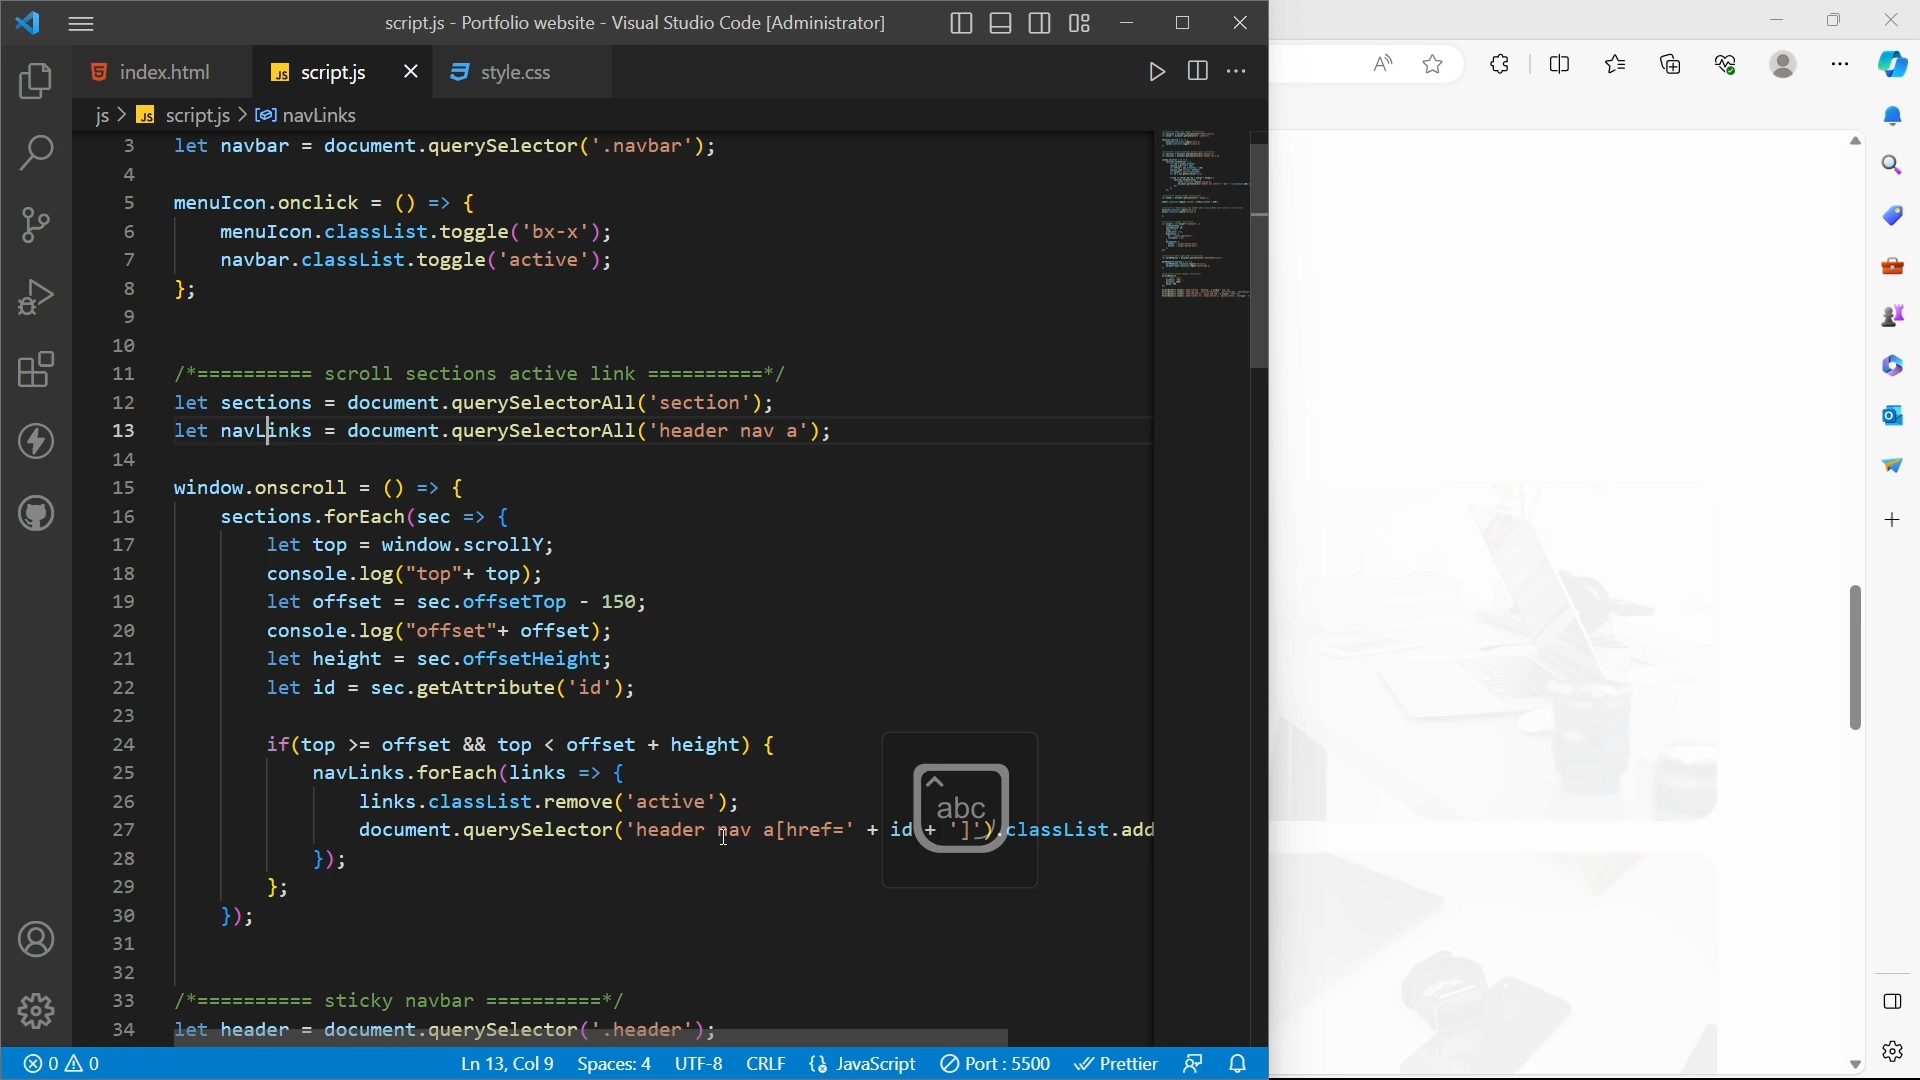 script.js - Portfolio website - Visual Studio Code [Administrator]
index.html
script.js
style.css
js > script.js > navLinks
3 let navbar = document.querySelector('.navbar');
4
5 menuIcon.onclick = () => {
6 menuIcon.classList.toggle('bx-x');
7 navbar.classList.toggle('active');
8 };
9
10
11 /*========== scroll sections active link ==========*/
12 let sections = document.querySelectorAll('section');
13 let navLinks = document.querySelectorAll('header nav a');
14
15 window.onscroll = () => {
16 sections.forEach(sec => {
17 let top = window.scrollY;
18 console.log("top"+ top);
19 let offset = sec.offsetTop - 150;
20 console.log("offset"+ offset);
21 let height = sec.offsetHeight;
22 let id = sec.getAttribute('id');
23
24 if(top >= offset && top < offset + height) {
25 navLinks.forEach(links => {
26 links.classList.remove('active');
27 document.querySelector('header nav a[href=' + id + ']').classList.add
28 });
29 };
30 });
31
32
33 /*========== sticky navbar ==========*/
34 let header = document.querySelector('.header');
abc
0 0
Ln 13, Col 9
Spaces: 4
UTF-8
CRLF
JavaScript
Port : 5500
Prettier